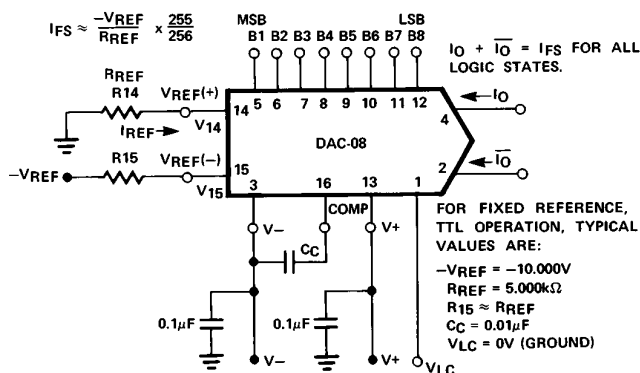 IFS ≈ -VREF / RREF x 255 / 256
MSB LSB
B1 B2 B3 B4 B5 B6 B7 B8
IO + IO = IFS FOR ALL
LOGIC STATES.
RREF
R14
VREF(+)
IREF
V14
14
5 6 7 8 9 10 11 12
IO
4
DAC-08
-VREF
R15
VREF(-)
V15
15
IO
2
3 16 13 1
COMP
V- CC V+
0.1μF 0.1μF
V- V+ VLC
FOR FIXED REFERENCE,
TTL OPERATION, TYPICAL
VALUES ARE:
-VREF = -10.000V
RREF = 5.000kΩ
R15 ≈ RREF
CC = 0.01μF
VLC = 0V (GROUND)